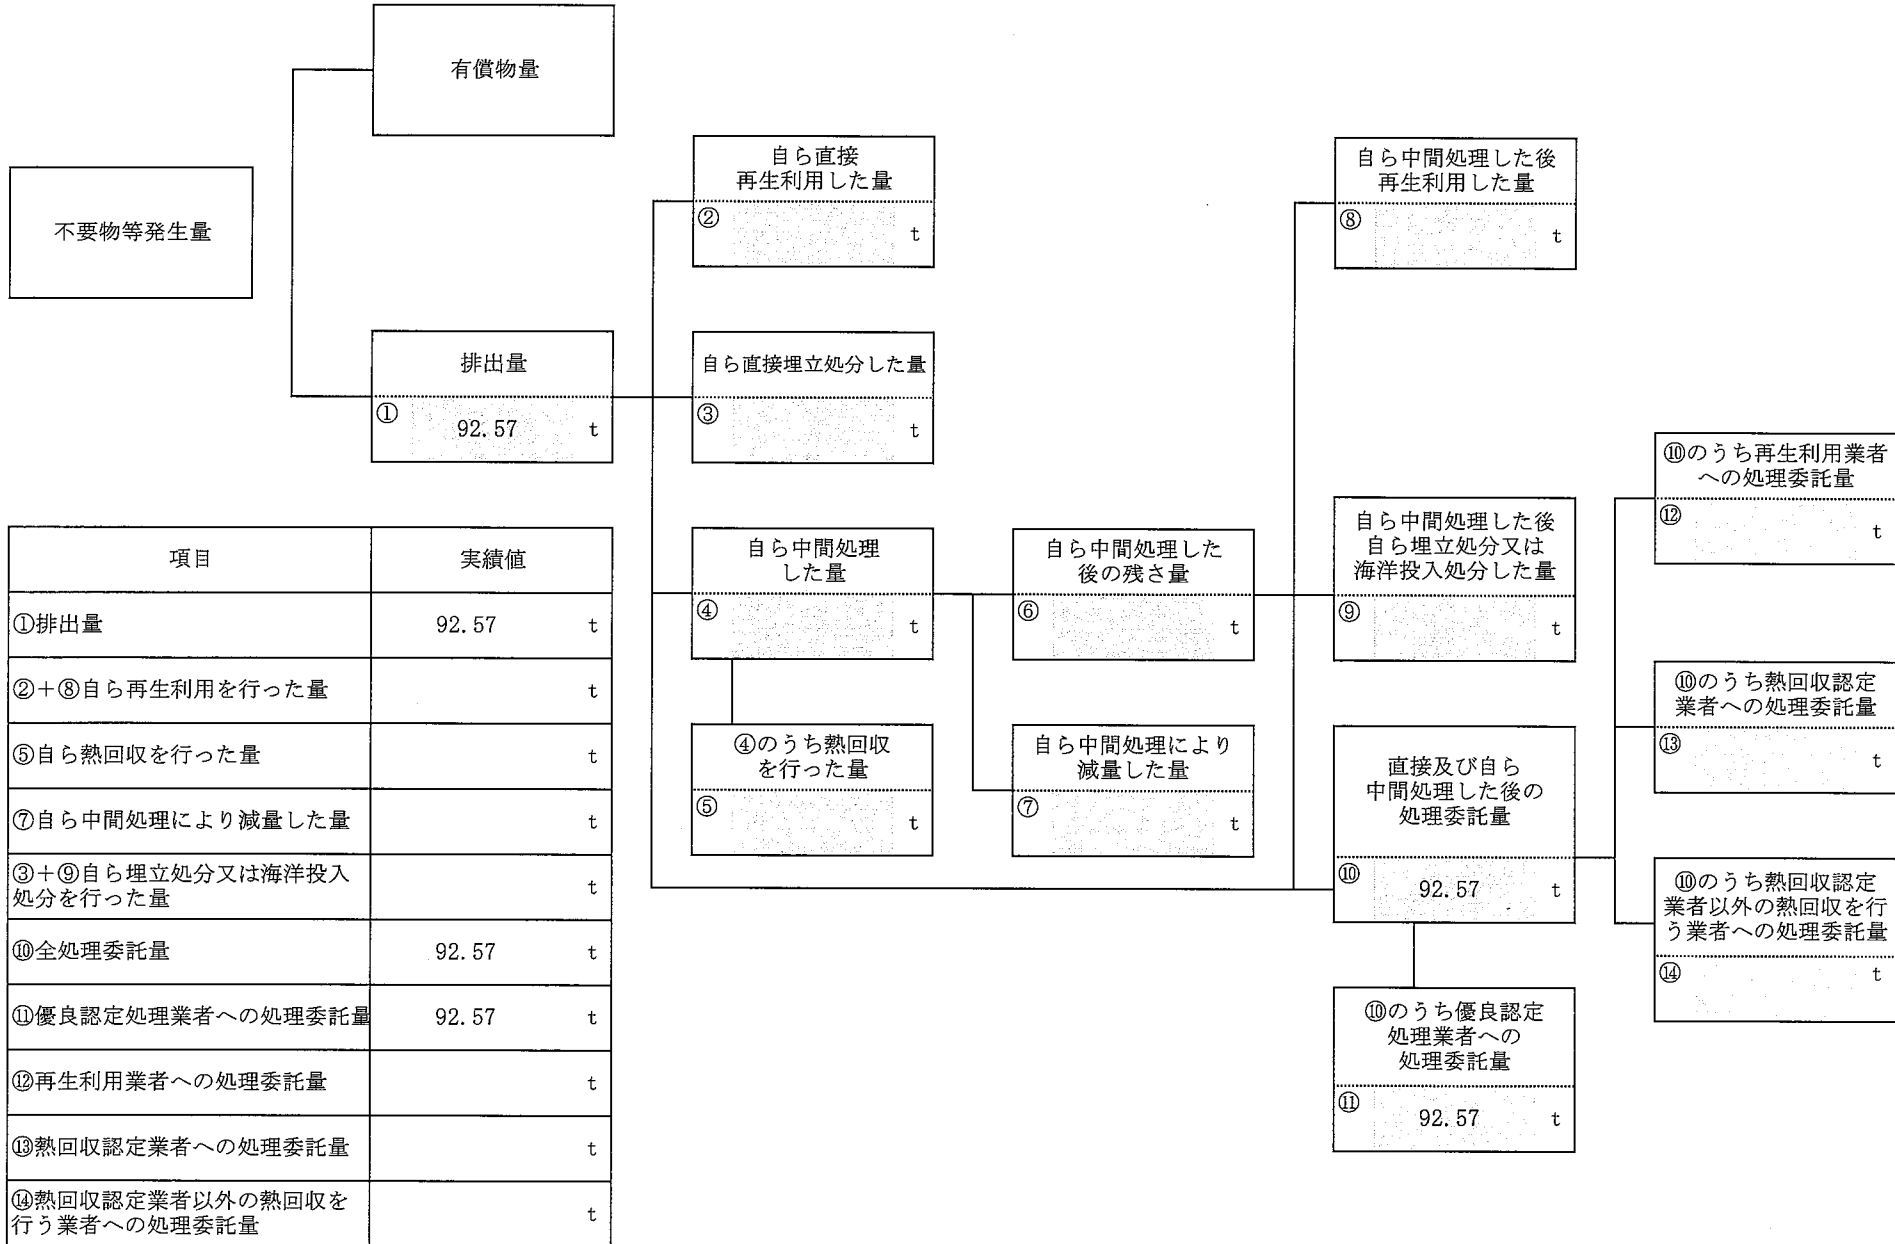 有償物量
不要物等発生量
排出量
① 92.57 t
自ら直接
再生利用した量
② t
自ら直接埋立処分した量
③ t
自ら中間処理
した量
④ t
④のうち熱回収
を行った量
⑤ t
自ら中間処理した
後の残さ量
⑥ t
自ら中間処理により
減量した量
⑦ t
自ら中間処理した後
再生利用した量
⑧ t
自ら中間処理した後
自ら埋立処分又は
海洋投入処分した量
⑨ t
直接及び自ら
中間処理した後の
処理委託量
⑩ 92.57 t
⑩のうち優良認定
処理業者への
処理委託量
⑪ 92.57 t
⑩のうち再生利用業者
への処理委託量
⑫ t
⑩のうち熱回収認定
業者への処理委託量
⑬ t
⑩のうち熱回収認定
業者以外の熱回収を行
う業者への処理委託量
⑭ t
項目 実績値
①排出量 92.57 t
②+⑧自ら再生利用を行った量 t
⑤自ら熱回収を行った量 t
⑦自ら中間処理により減量した量 t
③+⑨自ら埋立処分又は海洋投入
処分を行った量 t
⑩全処理委託量 92.57 t
⑪優良認定処理業者への処理委託量 92.57 t
⑫再生利用業者への処理委託量 t
⑬熱回収認定業者への処理委託量 t
⑭熱回収認定業者以外の熱回収を
行う業者への処理委託量 t